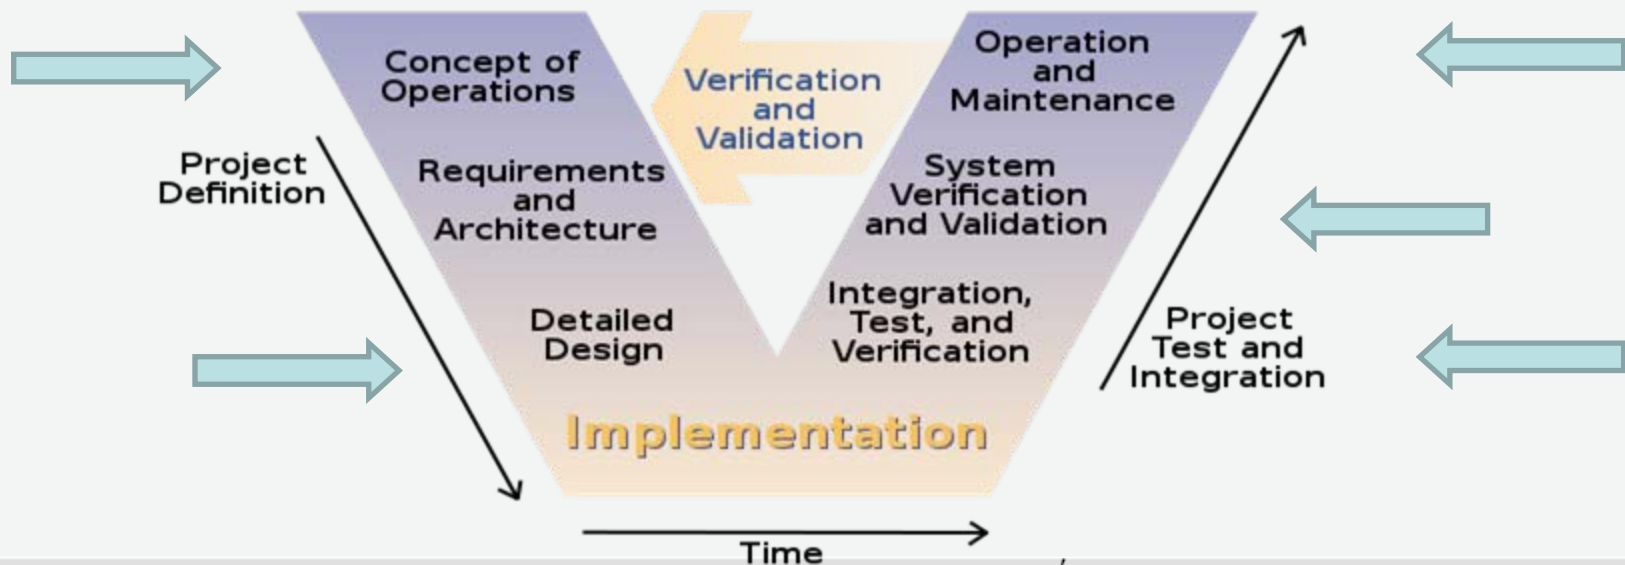 Concept of
Operations
Verification
and
Validation
Operation
and
Maintenance
Project
Definition
Requirements
and
Architecture
System
Verification
and Validation
Detailed
Design
Integration,
Test, and
Verification
Project
Test and
Integration
Implementation
Time